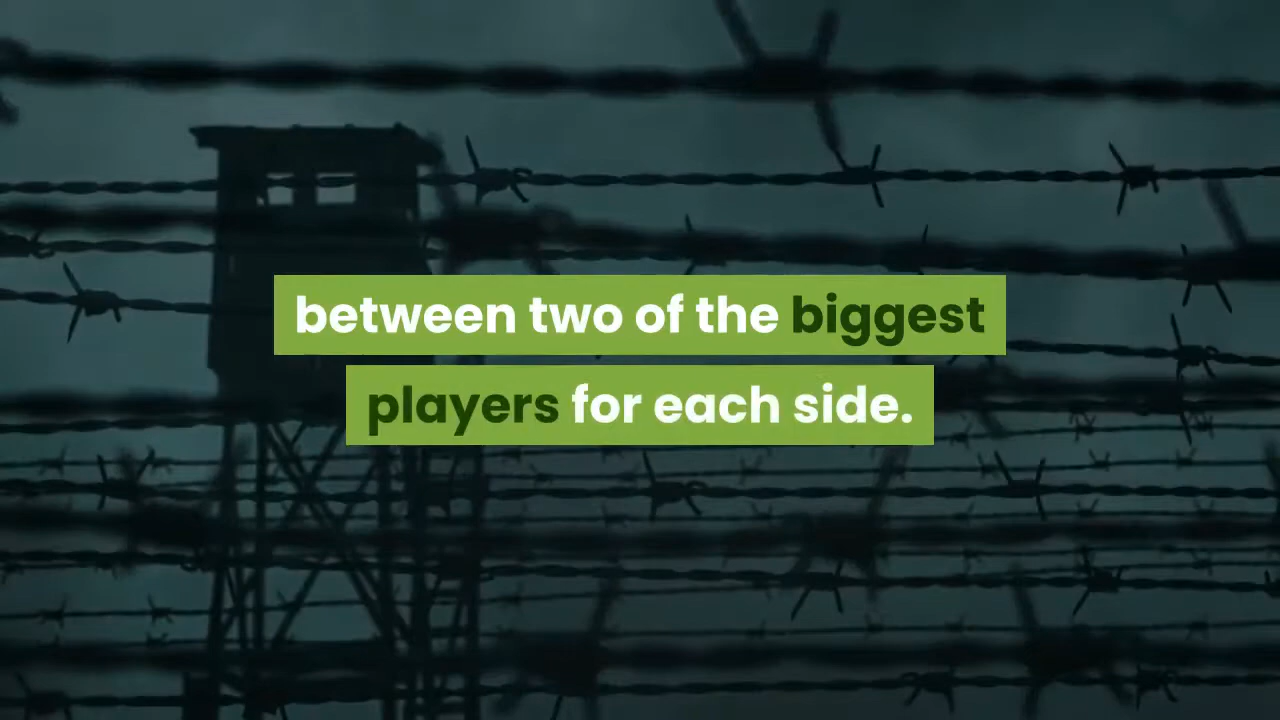 between two of the biggest
players for each side.